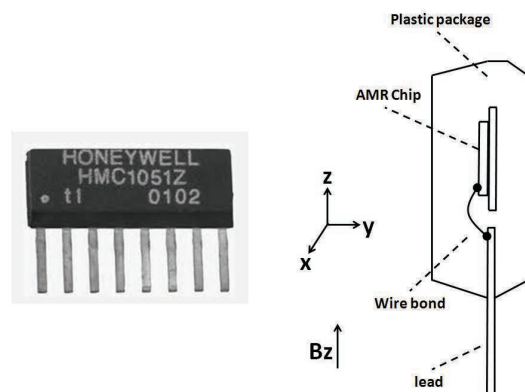 HONEYWELL
HMC1051Z
t1 0102
Plastic package
AMR Chip
z
y
x
Wire bond
Bz
lead